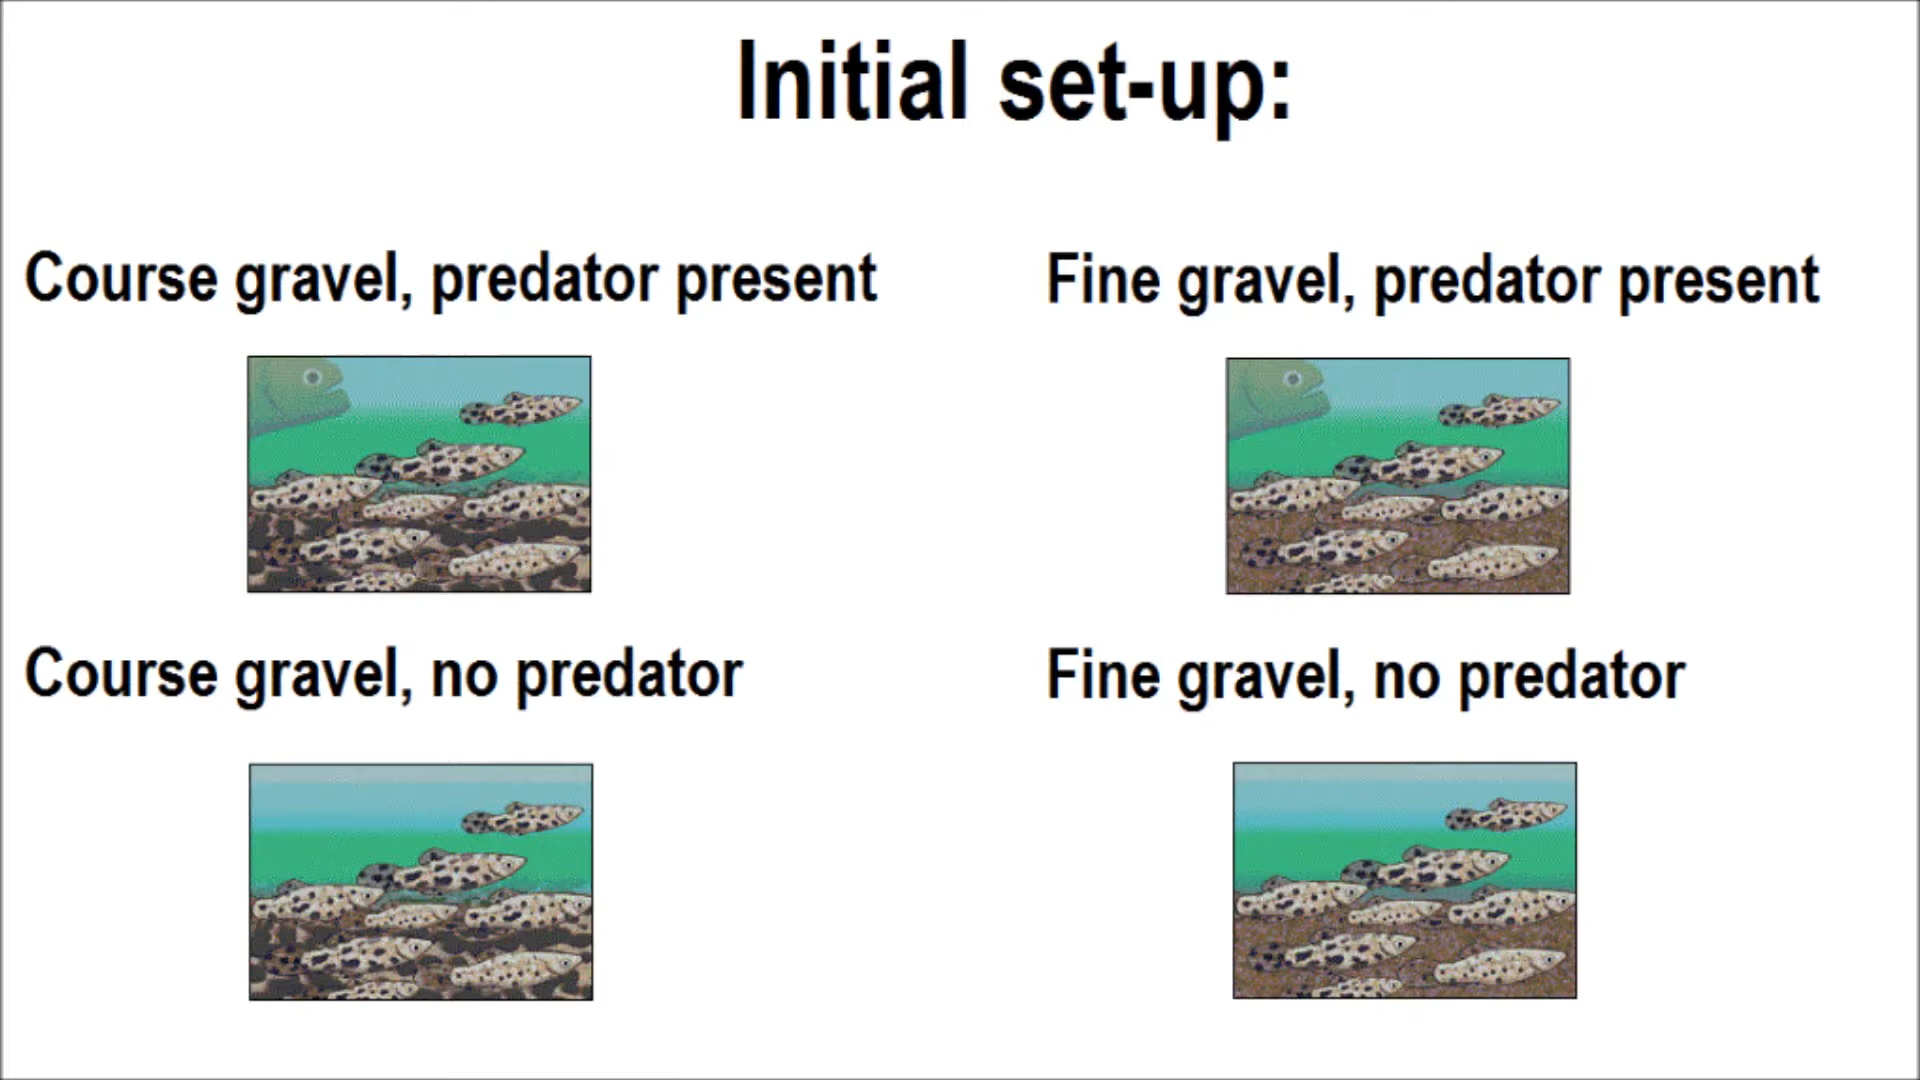 Initial set-up:
Course gravel, predator present
Fine gravel, predator present
Course gravel, no predator
Fine gravel, no predator